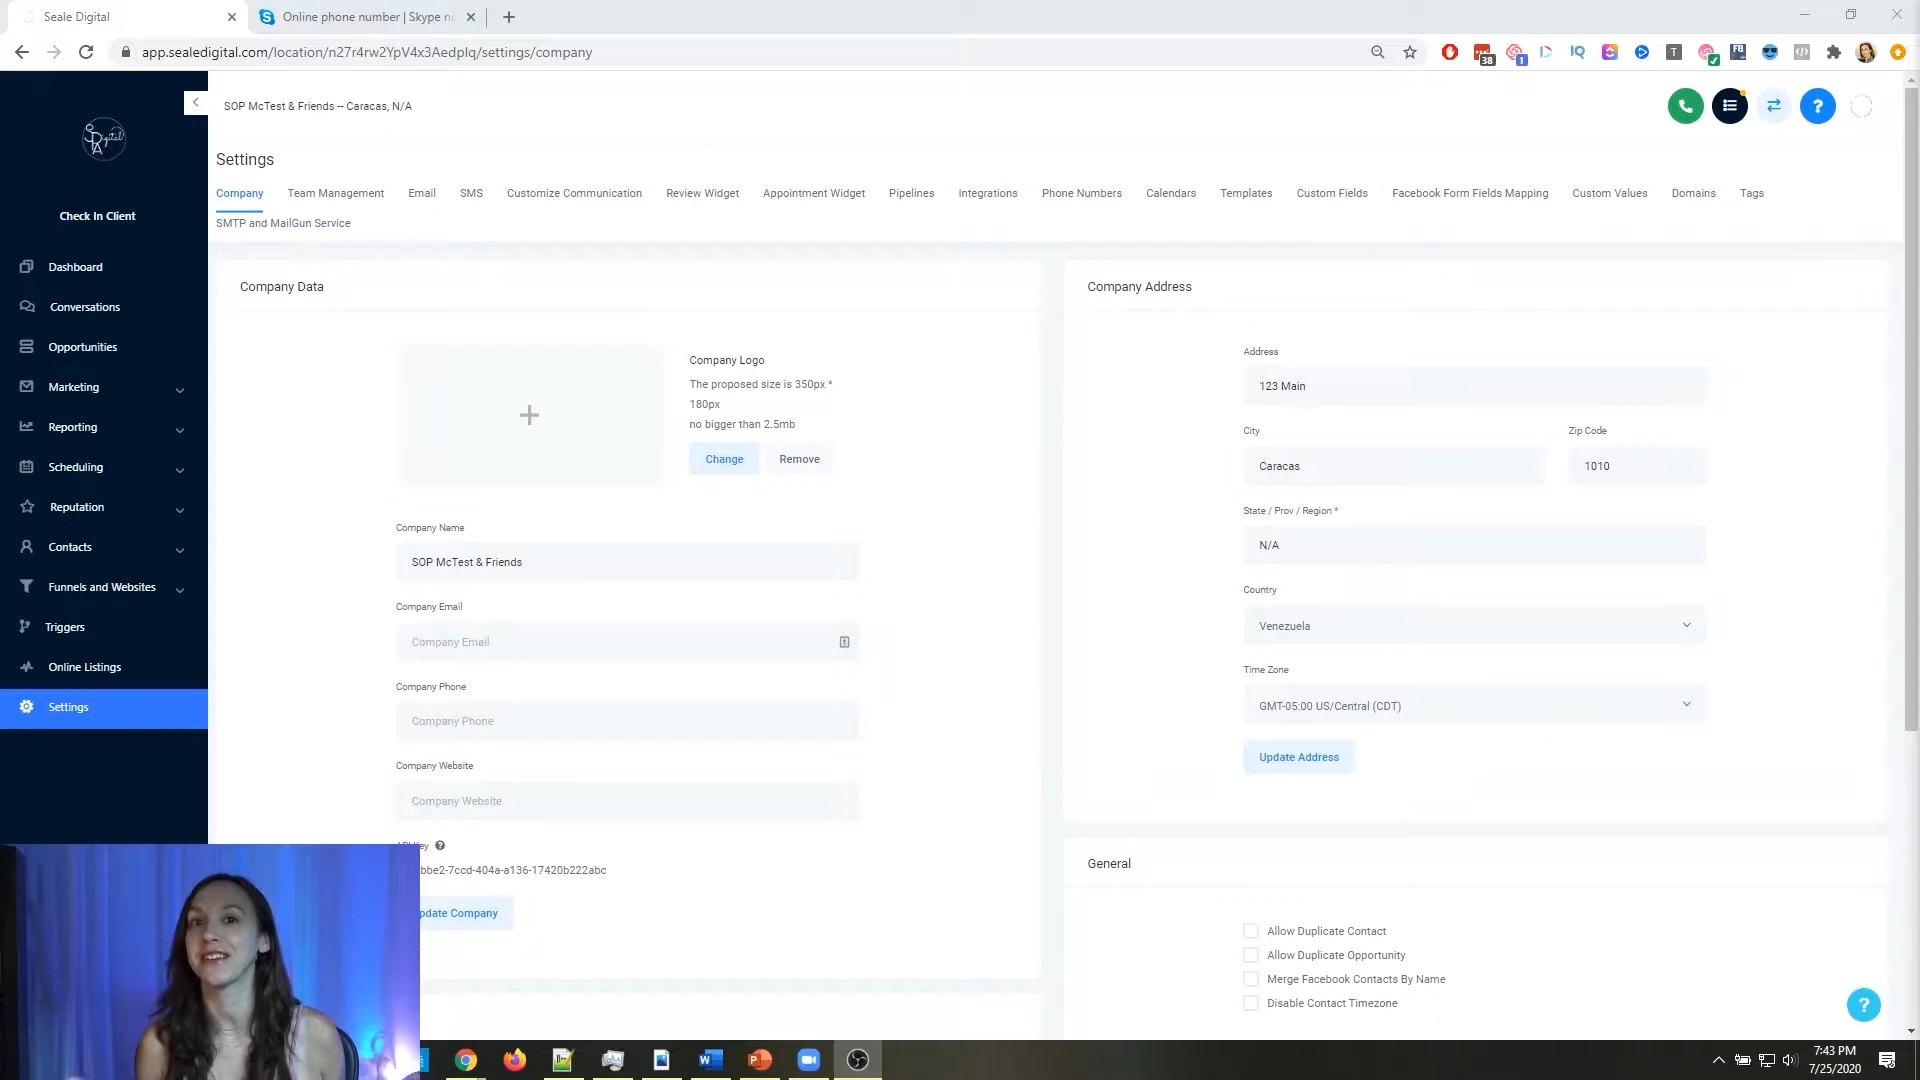 Seale Digital
Online phone number | Skype n
app.sealedigital.com/location/n27r4rw2YpV4x3Aedplq/settings/company
38
1
IQ
T
FB
SOP McTest & Friends -- Caracas, N/A
Digital
Check In Client
Dashboard
Conversations
Opportunities
Marketing
Reporting
Scheduling
Reputation
Contacts
Funnels and Websites
Triggers
Online Listings
Settings
Settings
Company Team Management Email SMS Customize Communication Review Widget Appointment Widget Pipelines Integrations Phone Numbers Calendars Templates Custom Fields Facebook Form Fields Mapping Custom Values Domains Tags
SMTP and MailGun Service
Company Data
Company Logo
The proposed size is 350px *
180px
no bigger than 2.5mb
Change Remove
Company Name
SOP McTest & Friends
Company Email
Company Email
Company Phone
Company Phone
Company Website
Company Website
bbe2-7ccd-404a-a136-17420b222abc
pdate Company
Company Address
Address
123 Main
City Zip Code
Caracas 1010
State / Prov / Region *
N/A
Country
Venezuela
Time Zone
GMT-05:00 US/Central (CDT)
Update Address
General
Allow Duplicate Contact
Allow Duplicate Opportunity
Merge Facebook Contacts By Name
Disable Contact Timezone
7:43 PM
7/25/2020